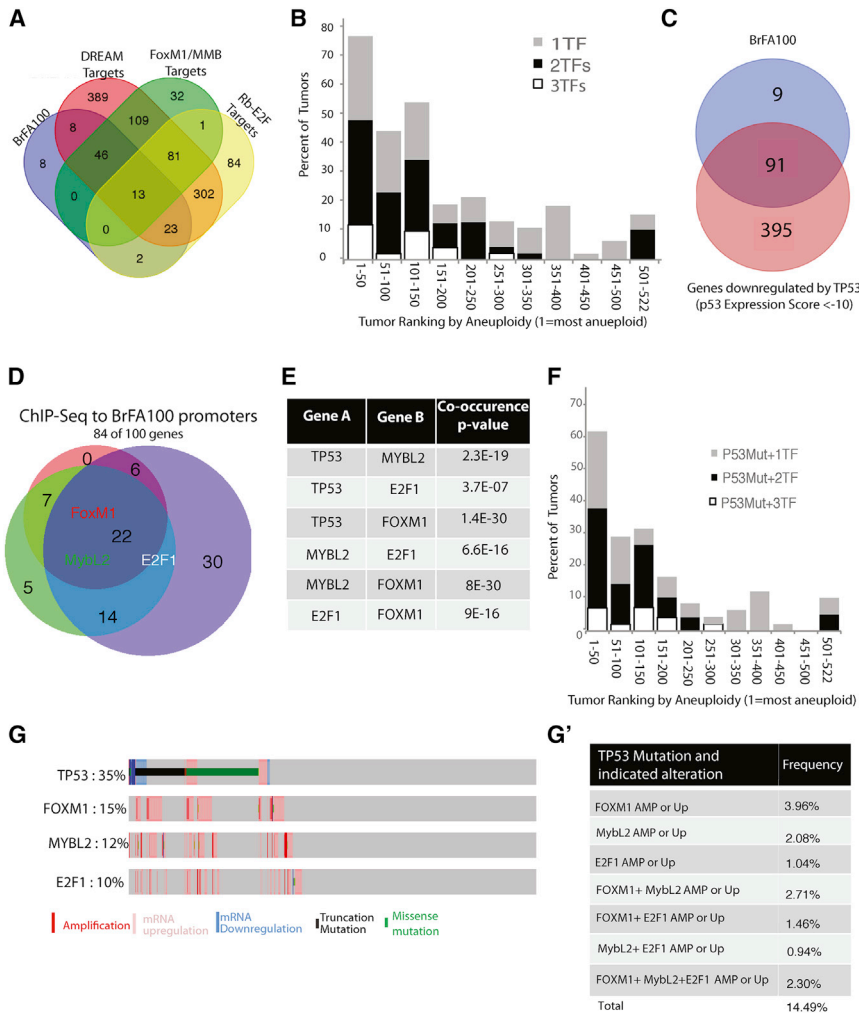 A
DREAM
Targets
FoxM1/MMB
Targets
Rb-E2F
Targets
BrFA100
389
32
8
109
1
8
46
81
84
0
13
302
0
23
2
B
1TF
2TFs
3TFs
Percent of Tumors
80
70
60
50
40
30
20
10
0
1-50
51-100
101-150
151-200
201-250
251-300
301-350
351-400
401-450
451-500
501-522
Tumor Ranking by Aneuploidy (1=most anueploid)
C
BrFA100
9
91
395
Genes downregulated by TP53
(p53 Expression Score <-10)
D
ChIP-Seq to BrFA100 promoters
84 of 100 genes
0
6
7
FoxM1
22
MybL2
E2F1
30
5
14
E
Gene A Gene B Co-occurence p-value
TP53 MYBL2 2.3E-19
TP53 E2F1 3.7E-07
TP53 FOXM1 1.4E-30
MYBL2 E2F1 6.6E-16
MYBL2 FOXM1 8E-30
E2F1 FOXM1 9E-16
F
P53Mut+1TF
P53Mut+2TF
P53Mut+3TF
Percent of Tumors
60
50
40
30
20
10
0
1-50
51-100
101-150
151-200
201-250
251-300
301-350
351-400
401-450
451-500
501-522
Tumor Ranking by Aneuploidy (1=most aneuploid)
G
TP53 : 35%
FOXM1 : 15%
MYBL2 : 12%
E2F1 : 10%
Amplification
mRNA
upregulation
mRNA
Downregulation
Truncation
Mutation
Missense
mutation
G'
TP53 Mutation and indicated alteration Frequency
FOXM1 AMP or Up 3.96%
MybL2 AMP or Up 2.08%
E2F1 AMP or Up 1.04%
FOXM1+ MybL2 AMP or Up 2.71%
FOXM1+ E2F1 AMP or Up 1.46%
MybL2+ E2F1 AMP or Up 0.94%
FOXM1+ MybL2+E2F1 AMP or Up 2.30%
Total 14.49%